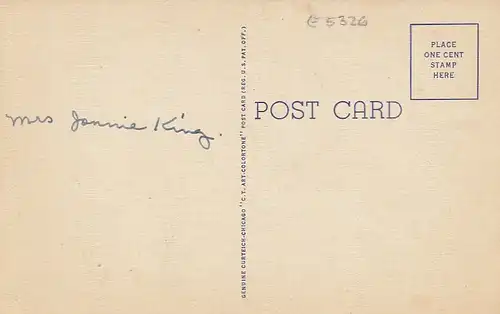 E 5326
PLACE
ONE CENT
STAMP
HERE
POST CARD
Mrs Jonnie King.
GENUINE CURTEICH-CHICAGO "C.T. ART-COLORTONE" POST CARD (REG. U.S. PAT. OFF.)